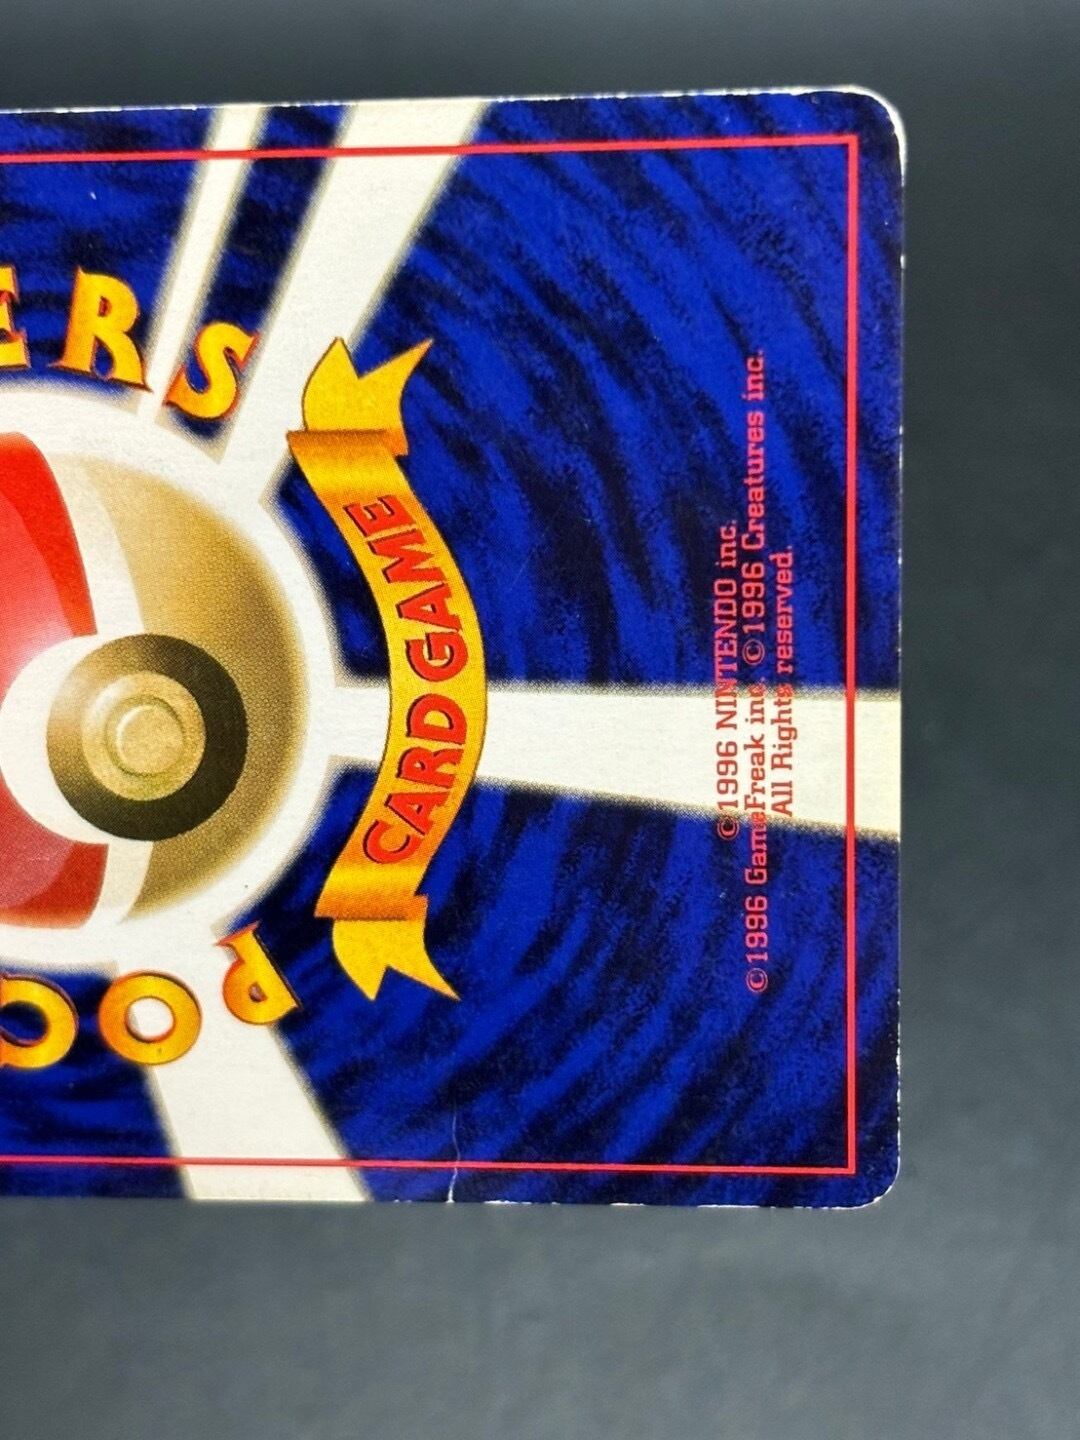 POC
ERS
CARD GAME
©1996 NINTENDO inc.
©1996 GameFreak inc. ©1996 Creatures inc.
All Rights reserved.